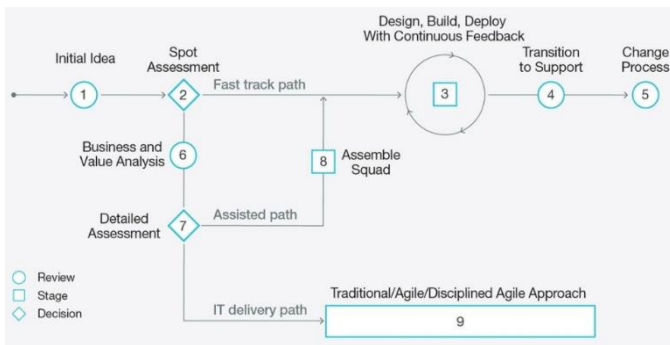 Design, Build, Deploy
With Continuous Feedback
Initial Idea
Spot
Assessment
Transition
to Support
Change
Process
Fast track path
1
2
3
4
5
Business and
Value Analysis
6
8
Assemble
Squad
Detailed
Assessment
7
Assisted path
Review
Stage
Decision
IT delivery path
Traditional/Agile/Disciplined Agile Approach
9